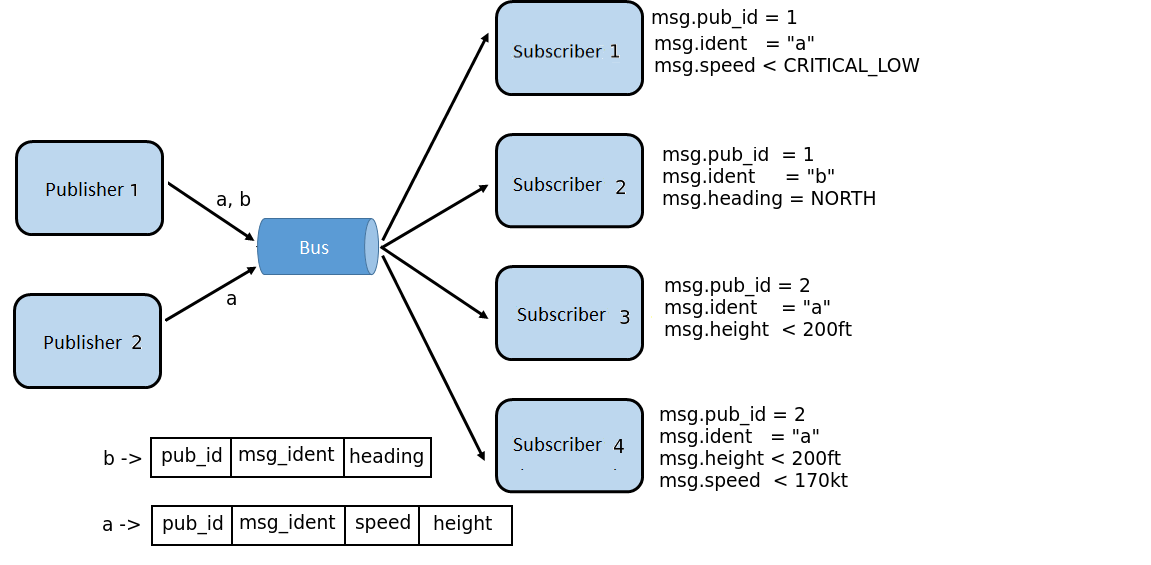 msg.pub_id = 1
msg.ident = "a"
msg.speed < CRITICAL_LOW
Subscriber 1
msg.pub_id = 1
msg.ident = "b"
msg.heading = NORTH
Subscriber 2
Publisher 1
a, b
Bus
a
Publisher 2
msg.pub_id = 2
msg.ident = "a"
msg.height < 200ft
Subscriber 3
msg.pub_id = 2
msg.ident = "a"
msg.height < 200ft
msg.speed < 170kt
Subscriber 4
b -> pub_id msg_ident heading
a -> pub_id msg_ident speed height